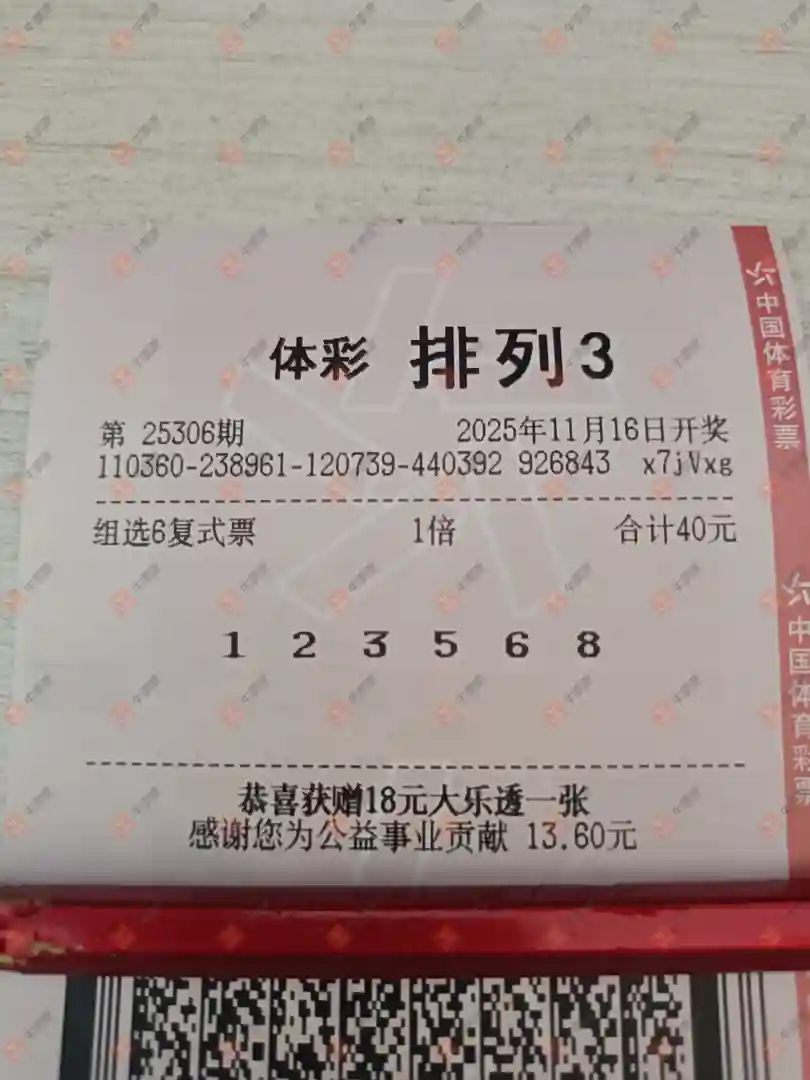 体彩 排列3
第 25306期 2025年11月16日开奖
110360-238961-120739-440392 926843 x7jVxg
组选6复式票 1倍 合计40元
1 2 3 5 6 8
恭喜获赠18元大乐透一张
感谢您为公益事业贡献 13.60元
中国体育彩票
中国体育彩票